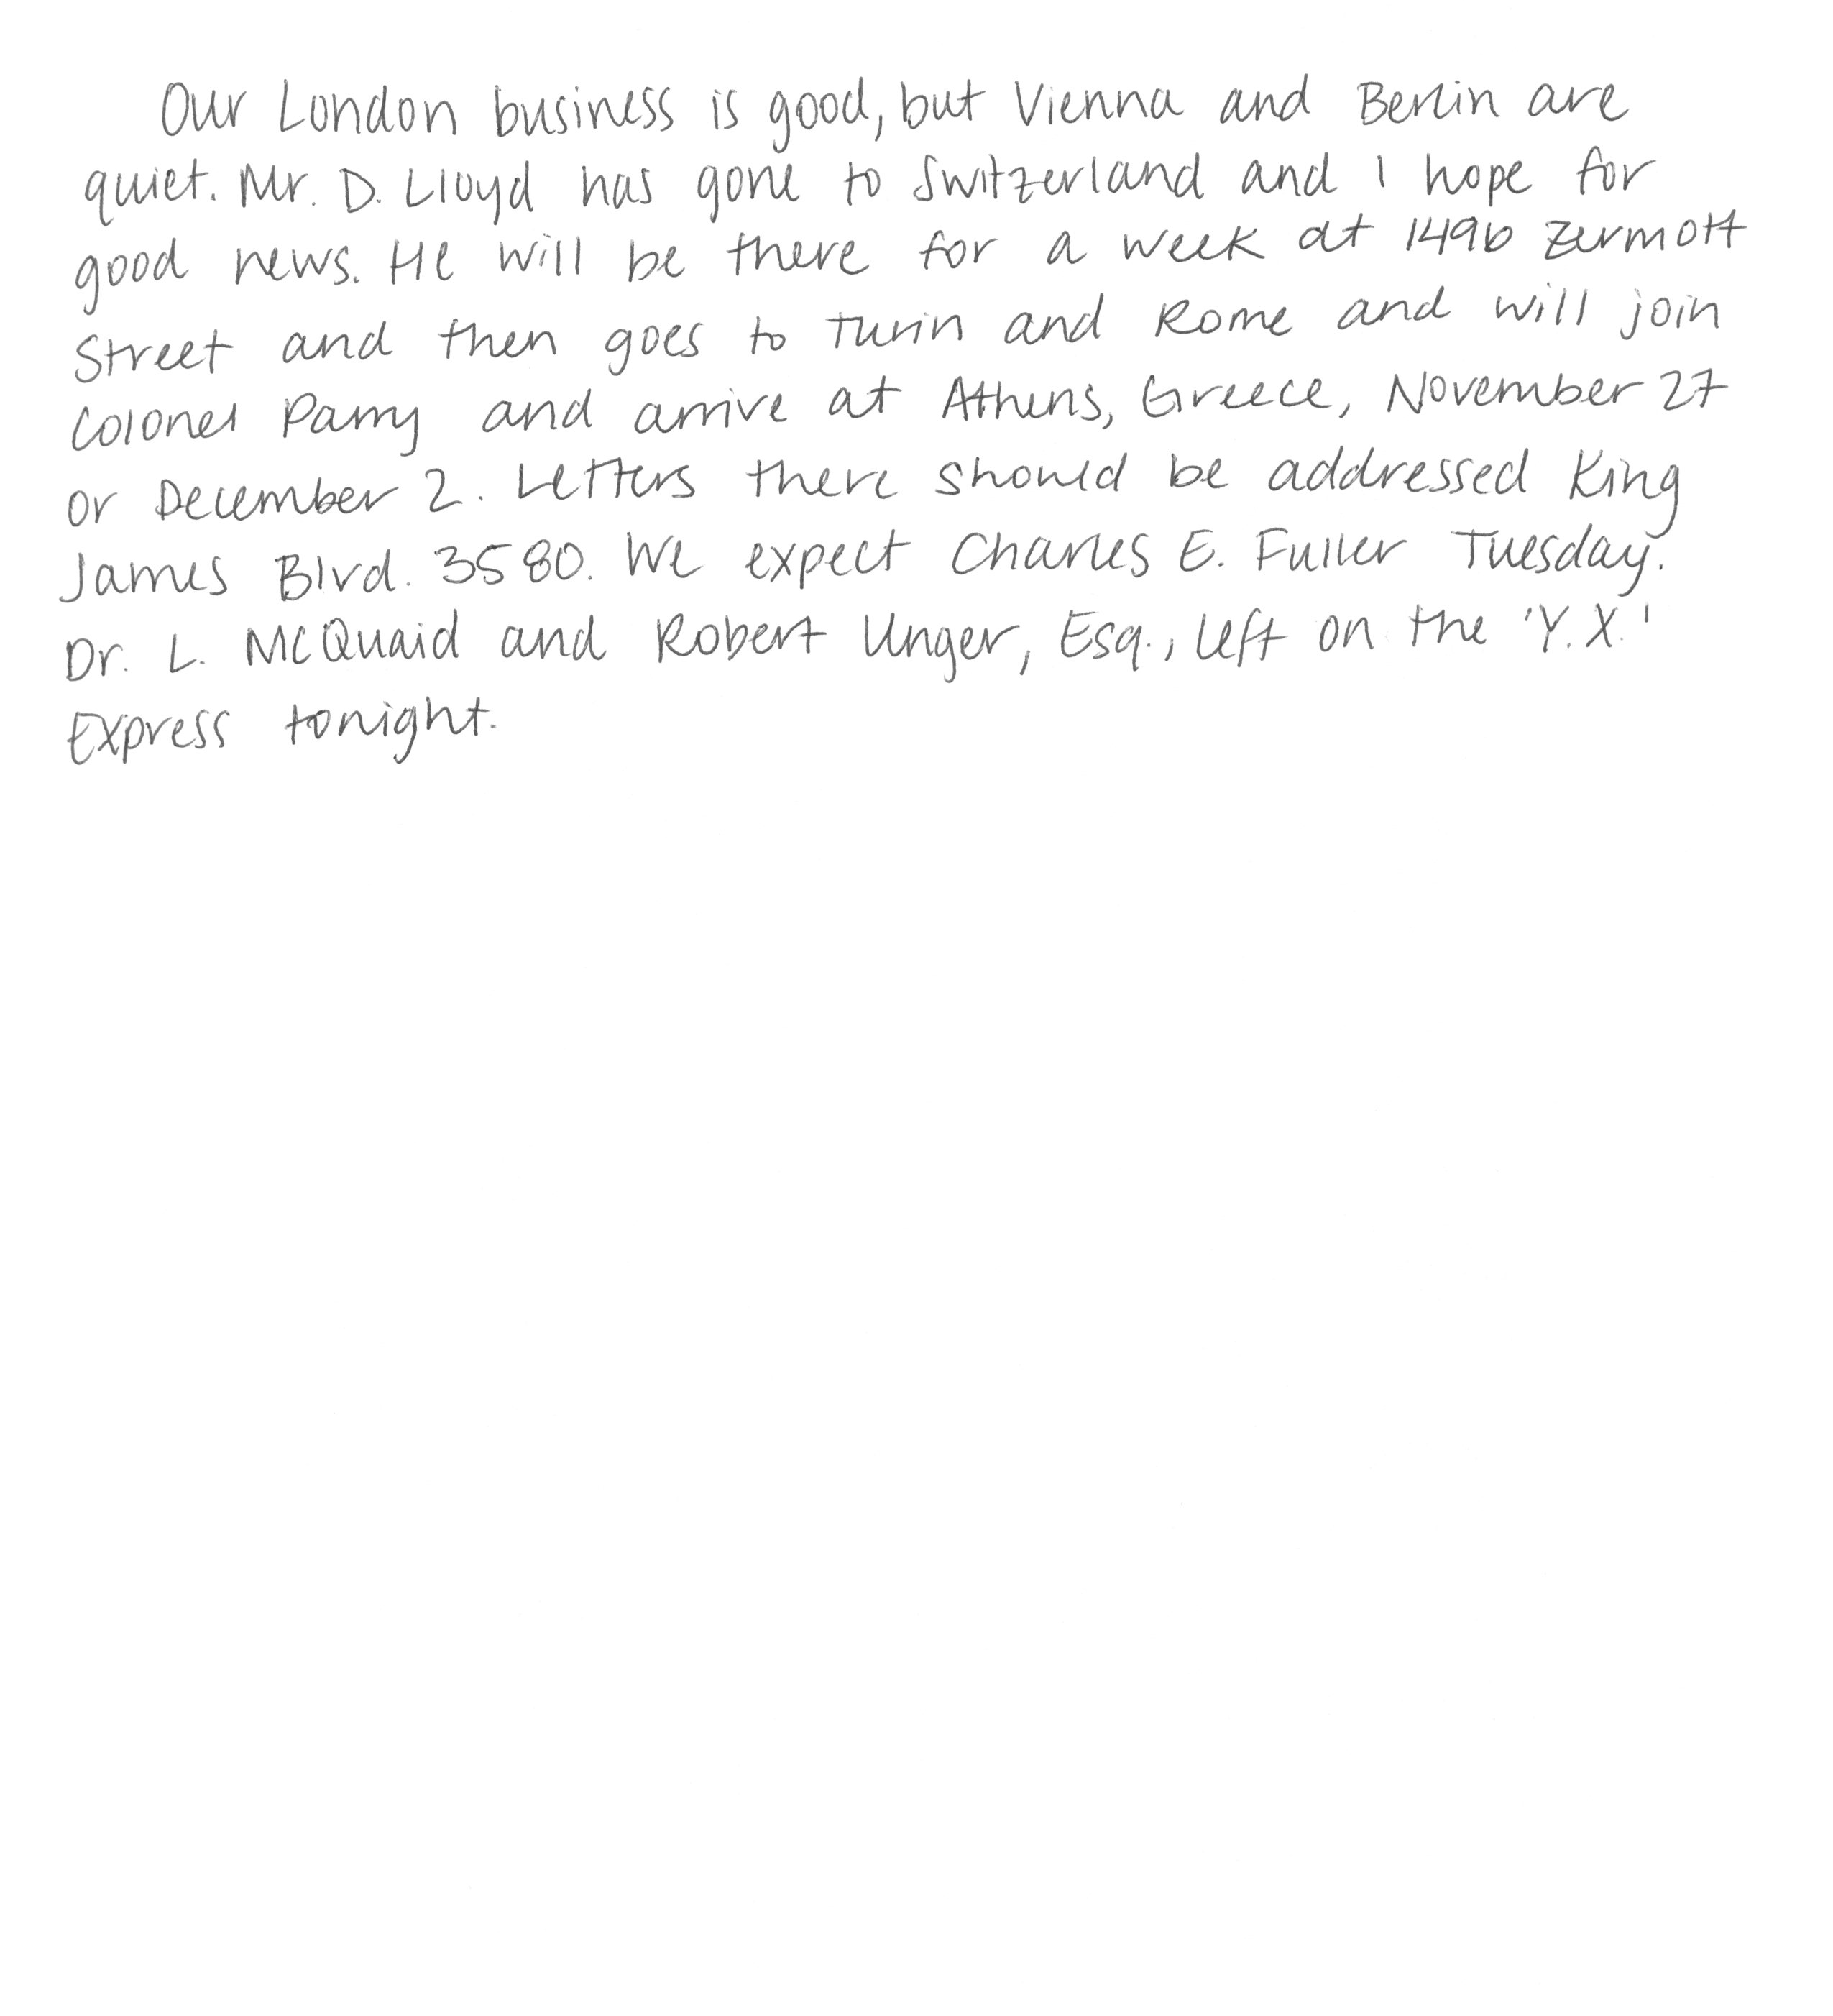 Our London business is good, but Vienna and Berlin are
quiet. Mr. D. Lloyd has gone to Switzerland and I hope for
good news. He will be there for a week at 1496 Zermott
Street and then goes to Turin and Rome and will join
Colonel Parry and arrive at Athens, Greece, November 27
or December 2. Letters there should be addressed King
James Blvd. 3580. We expect Charles E. Fuller Tuesday.
Dr. L. McQuaid and Robert Unger, Esq., left on the 'Y.X.'
Express tonight.